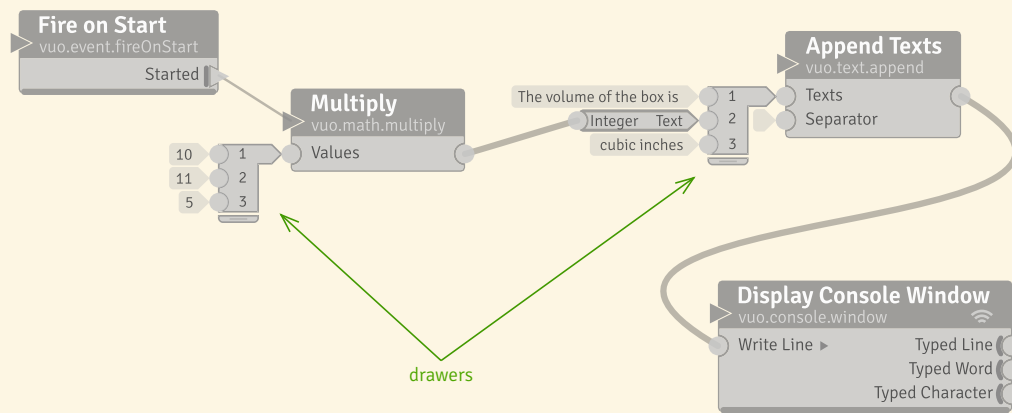 Fire on Start
vuo.event.fireOnStart
Started
Multiply
vuo.math.multiply
Values
10 1
11 2
5 3
Append Texts
vuo.text.append
The volume of the box is 1 Texts
Integer Text 2 Separator
cubic inches 3
drawers
Display Console Window
vuo.console.window
Write Line ▶ Typed Line
Typed Word
Typed Character